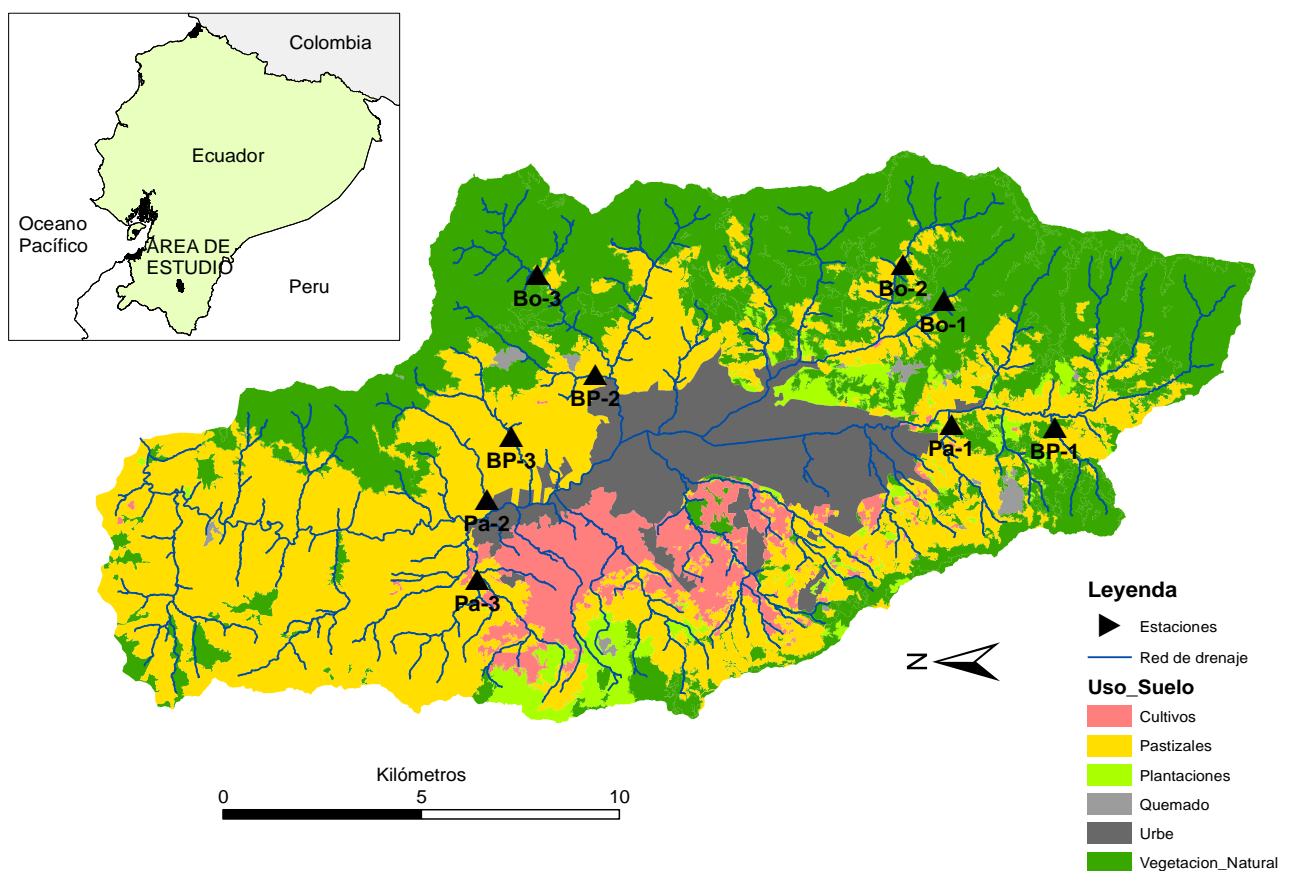 Colombia
Ecuador
Oceano
Pacífico
ÁREA DE
ESTUDIO
Peru
Bo-3
Bo-2
Bo-1
BP-2
BP-3
Pa-1
BP-1
Pa-2
Pa-3
Leyenda
Estaciones
Red de drenaje
N
Uso_Suelo
Cultivos
Pastizales
Plantaciones
Quemado
Urbe
Vegetacion_Natural
Kilómetros
0 5 10